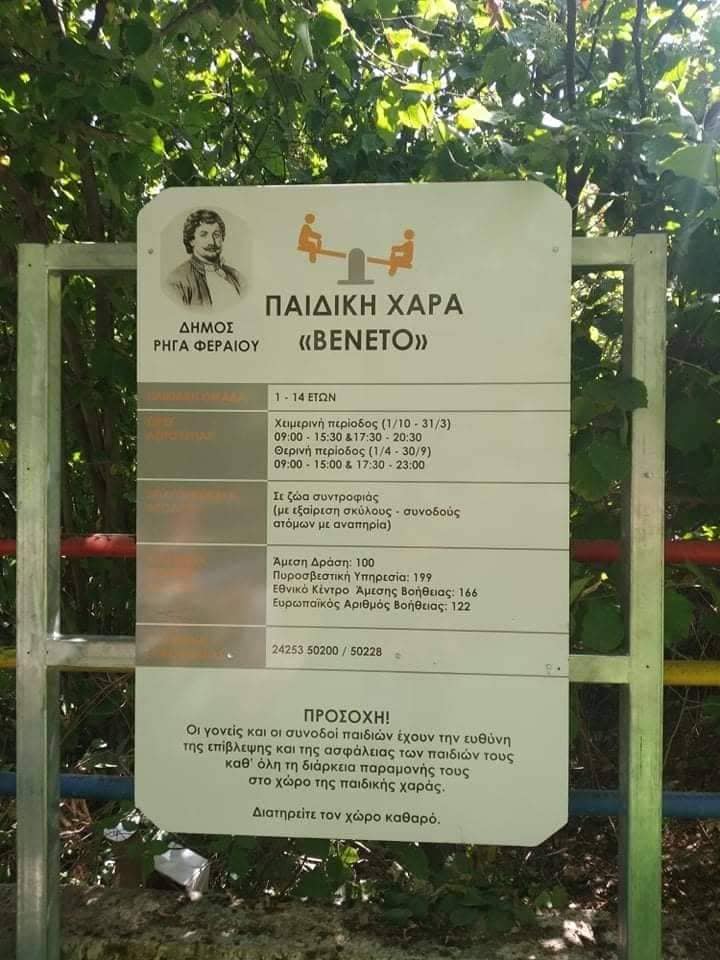 ΔΗΜΟΣ
ΡΗΓΑ ΦΕΡΑΙΟΥ
ΠΑΙΔΙΚΗ ΧΑΡΑ
«ΒΕΝΕΤΟ»
1 - 14 ΕΤΩΝ
Χειμερινή περίοδος (1/10 - 31/3)
09:00 - 15:30 &17:30 - 20:30
Θερινή περίοδος (1/4 - 30/9)
09:00 - 15:00 & 17:30 - 23:00
Σε ζώα συντροφιάς
(με εξαίρεση σκύλους - συνοδούς
ατόμων με αναπηρία)
Άμεση Δράση: 100
Πυροσβεστική Υπηρεσία: 199
Εθνικό Κέντρο Άμεσης Βοήθειας: 166
Ευρωπαϊκός Αριθμός Βοήθειας: 122
24253 50200 / 50228
ΠΡΟΣΟΧΗ!
Οι γονείς και οι συνοδοί παιδιών έχουν την ευθύνη
της επίβλεψης και της ασφάλειας των παιδιών τους
καθ' όλη τη διάρκεια παραμονής τους
στο χώρο της παιδικής χαράς.
Διατηρείτε τον χώρο καθαρό.